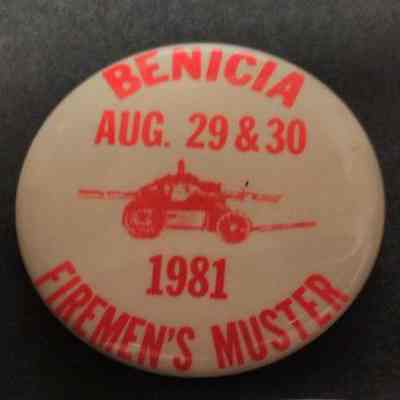 BENICIA
AUG. 29 & 30
1981
FIREMEN'S MUSTER